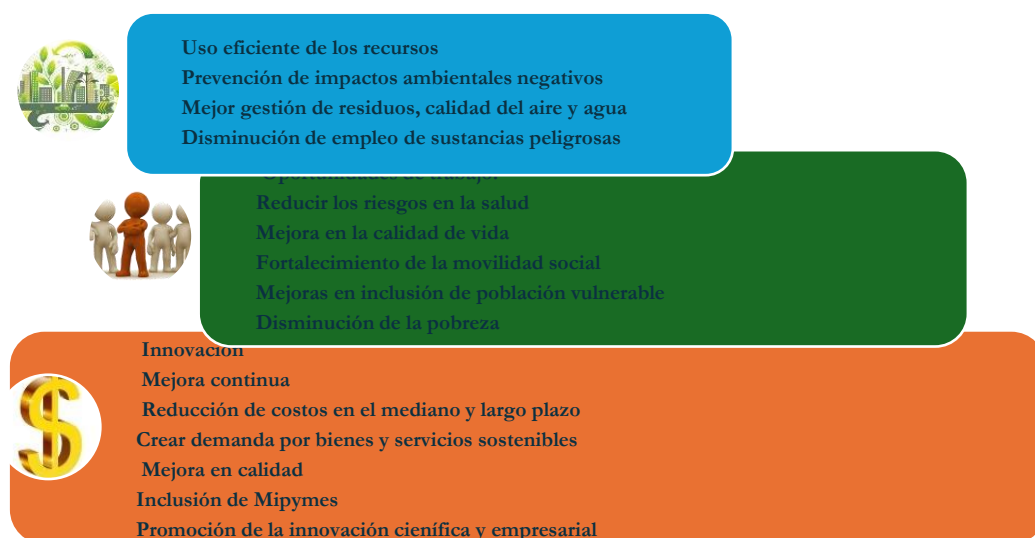 Uso eficiente de los recursos
Prevención de impactos ambientales negativos
Mejor gestión de residuos, calidad del aire y agua
Disminución de empleo de sustancias peligrosas
Oportunidades de trabajo.
Reducir los riesgos en la salud
Mejora en la calidad de vida
Fortalecimiento de la movilidad social
Mejoras en inclusión de población vulnerable
Disminución de la pobreza
Innovación
Mejora continua
Reducción de costos en el mediano y largo plazo
Crear demanda por bienes y servicios sostenibles
Mejora en calidad
Inclusión de Mipymes
Promoción de la innovación cienífica y empresarial